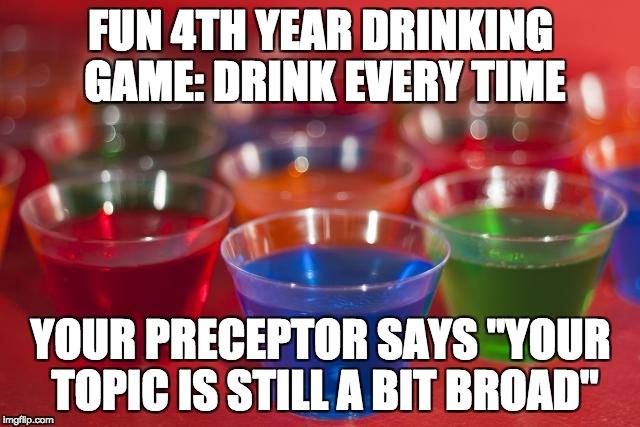 FUN 4TH YEAR DRINKING
GAME: DRINK EVERY TIME
YOUR PRECEPTOR SAYS "YOUR
TOPIC IS STILL A BIT BROAD"
imgflip.com